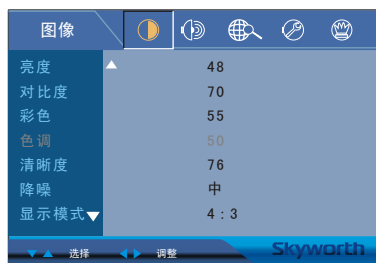 图像
亮度 48
对比度 70
彩色 55
色调 50
清晰度 76
降噪 中
显示模式 4：3
选择 调整 Skyworth